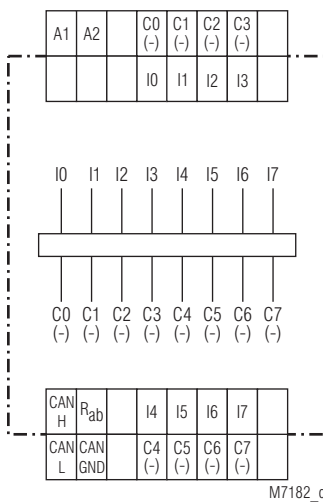 A1 A2 C0 C1 C2 C3
(-) (-) (-) (-)
I0 I1 I2 I3
I0 I1 I2 I3 I4 I5 I6 I7
C0 C1 C2 C3 C4 C5 C6 C7
(-) (-) (-) (-) (-) (-) (-) (-)
CAN H Rab I4 I5 I6 I7
CAN L CAN GND C4 C5 C6 C7
(-) (-) (-) (-)